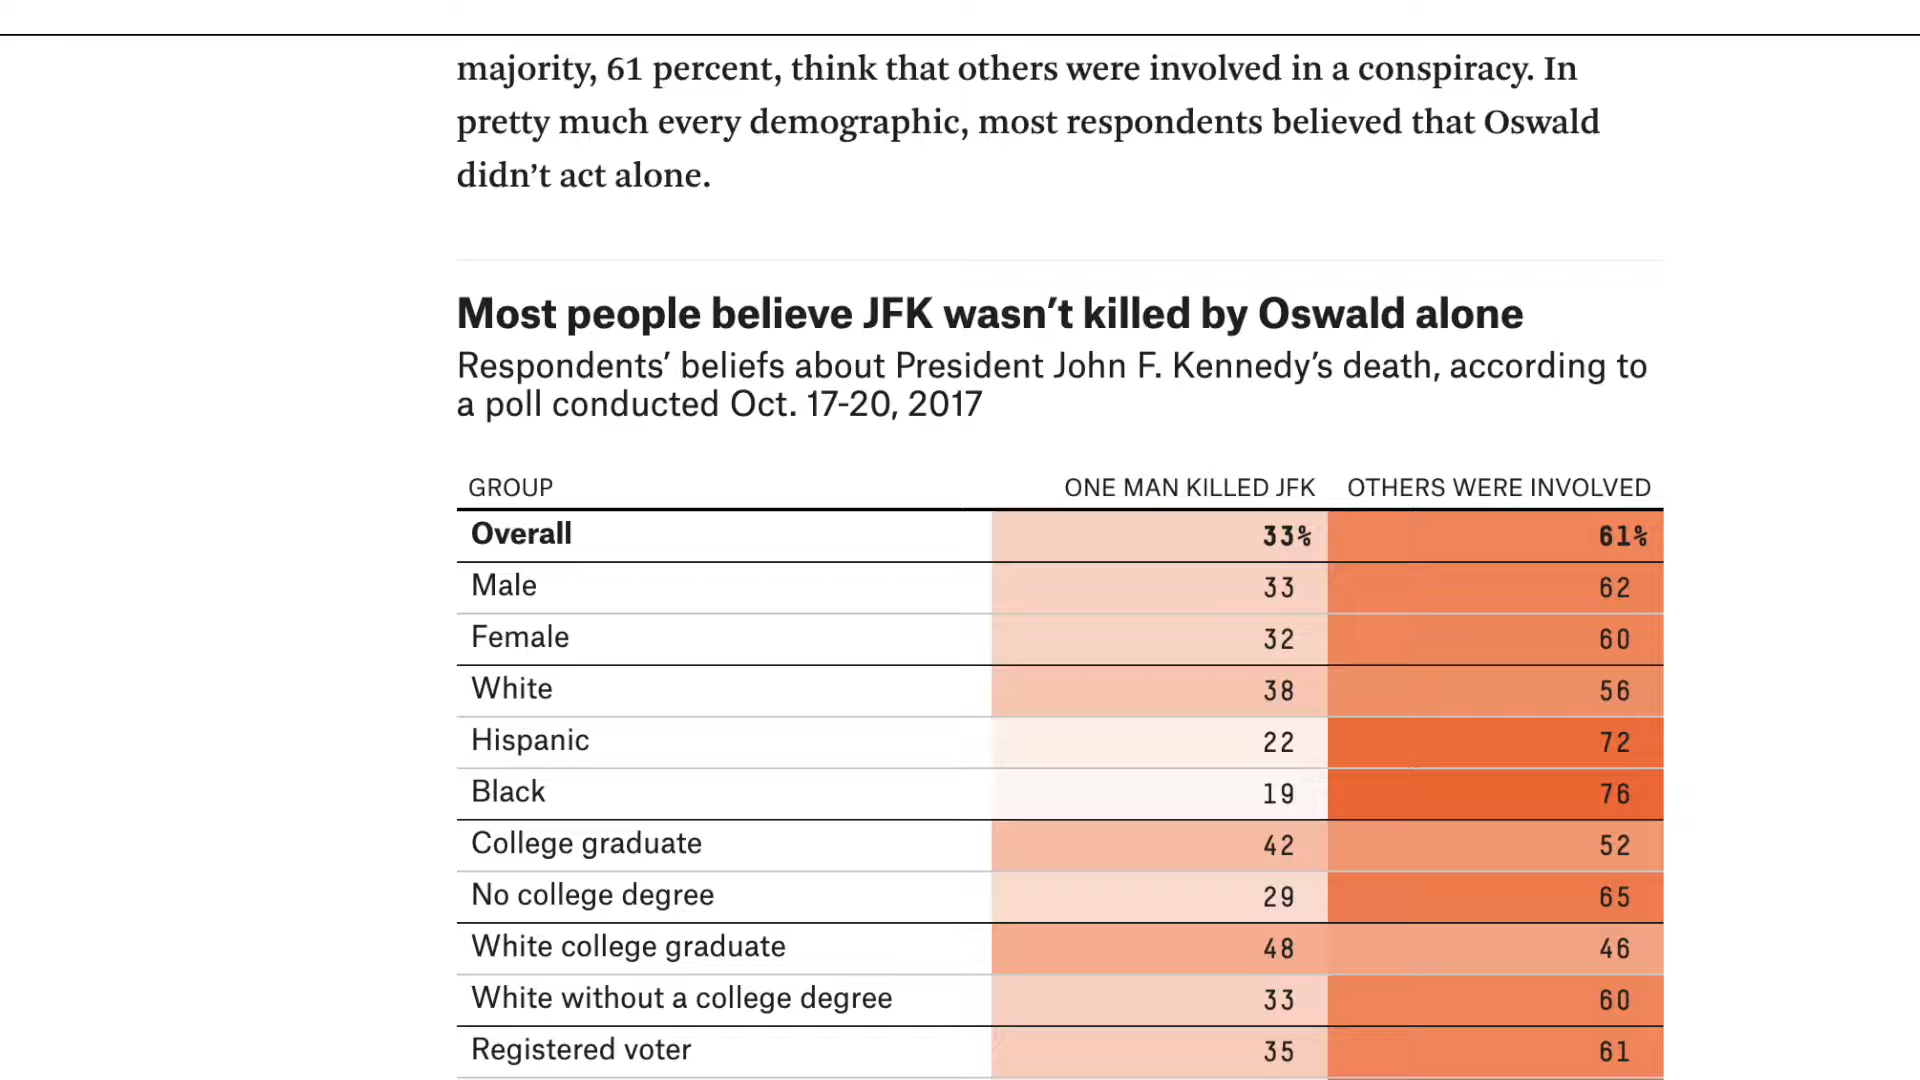 majority, 61 percent, think that others were involved in a conspiracy. In
pretty much every demographic, most respondents believed that Oswald
didn’t act alone.
Most people believe JFK wasn’t killed by Oswald alone
Respondents’ beliefs about President John F. Kennedy’s death, according to
a poll conducted Oct. 17-20, 2017
GROUP ONE MAN KILLED JFK OTHERS WERE INVOLVED
Overall 33% 61%
Male 33 62
Female 32 60
White 38 56
Hispanic 22 72
Black 19 76
College graduate 42 52
No college degree 29 65
White college graduate 48 46
White without a college degree 33 60
Registered voter 35 61